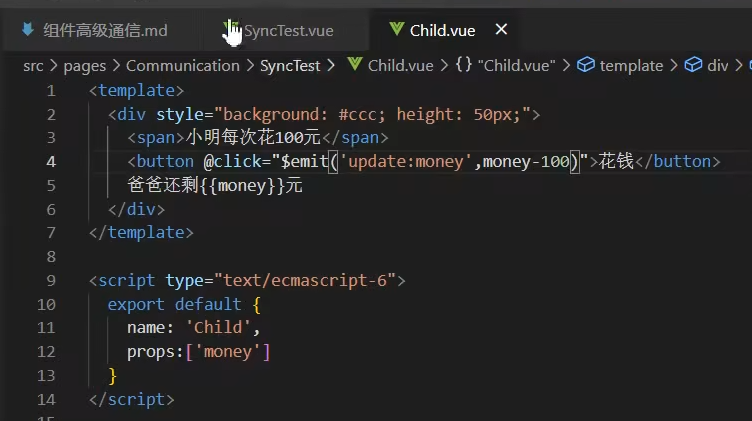 组件高级通信.md SyncTest.vue Child.vue
src > pages > Communication > SyncTest > Child.vue > {} "Child.vue" > template > div >
1 <template>
2 <div style="background: #ccc; height: 50px;">
3 <span>小明每次花100元</span>
4 <button @click="$emit('update:money',money-100)">花钱</button>
5 爸爸还剩{{money}}元
6 </div>
7 </template>
8
9 <script type="text/ecmascript-6">
10 export default {
11 name: 'Child',
12 props:['money']
13 }
14 </script>